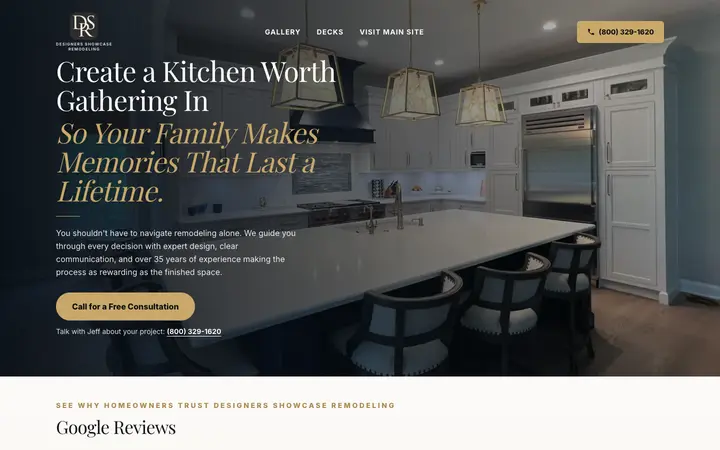 DSR
DESIGNERS SHOWCASE
REMODELING
GALLERY DECKS VISIT MAIN SITE
(800) 329-1620
Create a Kitchen Worth
Gathering In
So Your Family Makes
Memories That Last a
Lifetime.
You shouldn't have to navigate remodeling alone. We guide you
through every decision with expert design, clear
communication, and over 35 years of experience making the
process as rewarding as the finished space.
Call for a Free Consultation
Talk with Jeff about your project: (800) 329-1620
SEE WHY HOMEOWNERS TRUST DESIGNERS SHOWCASE REMODELING
Google Reviews